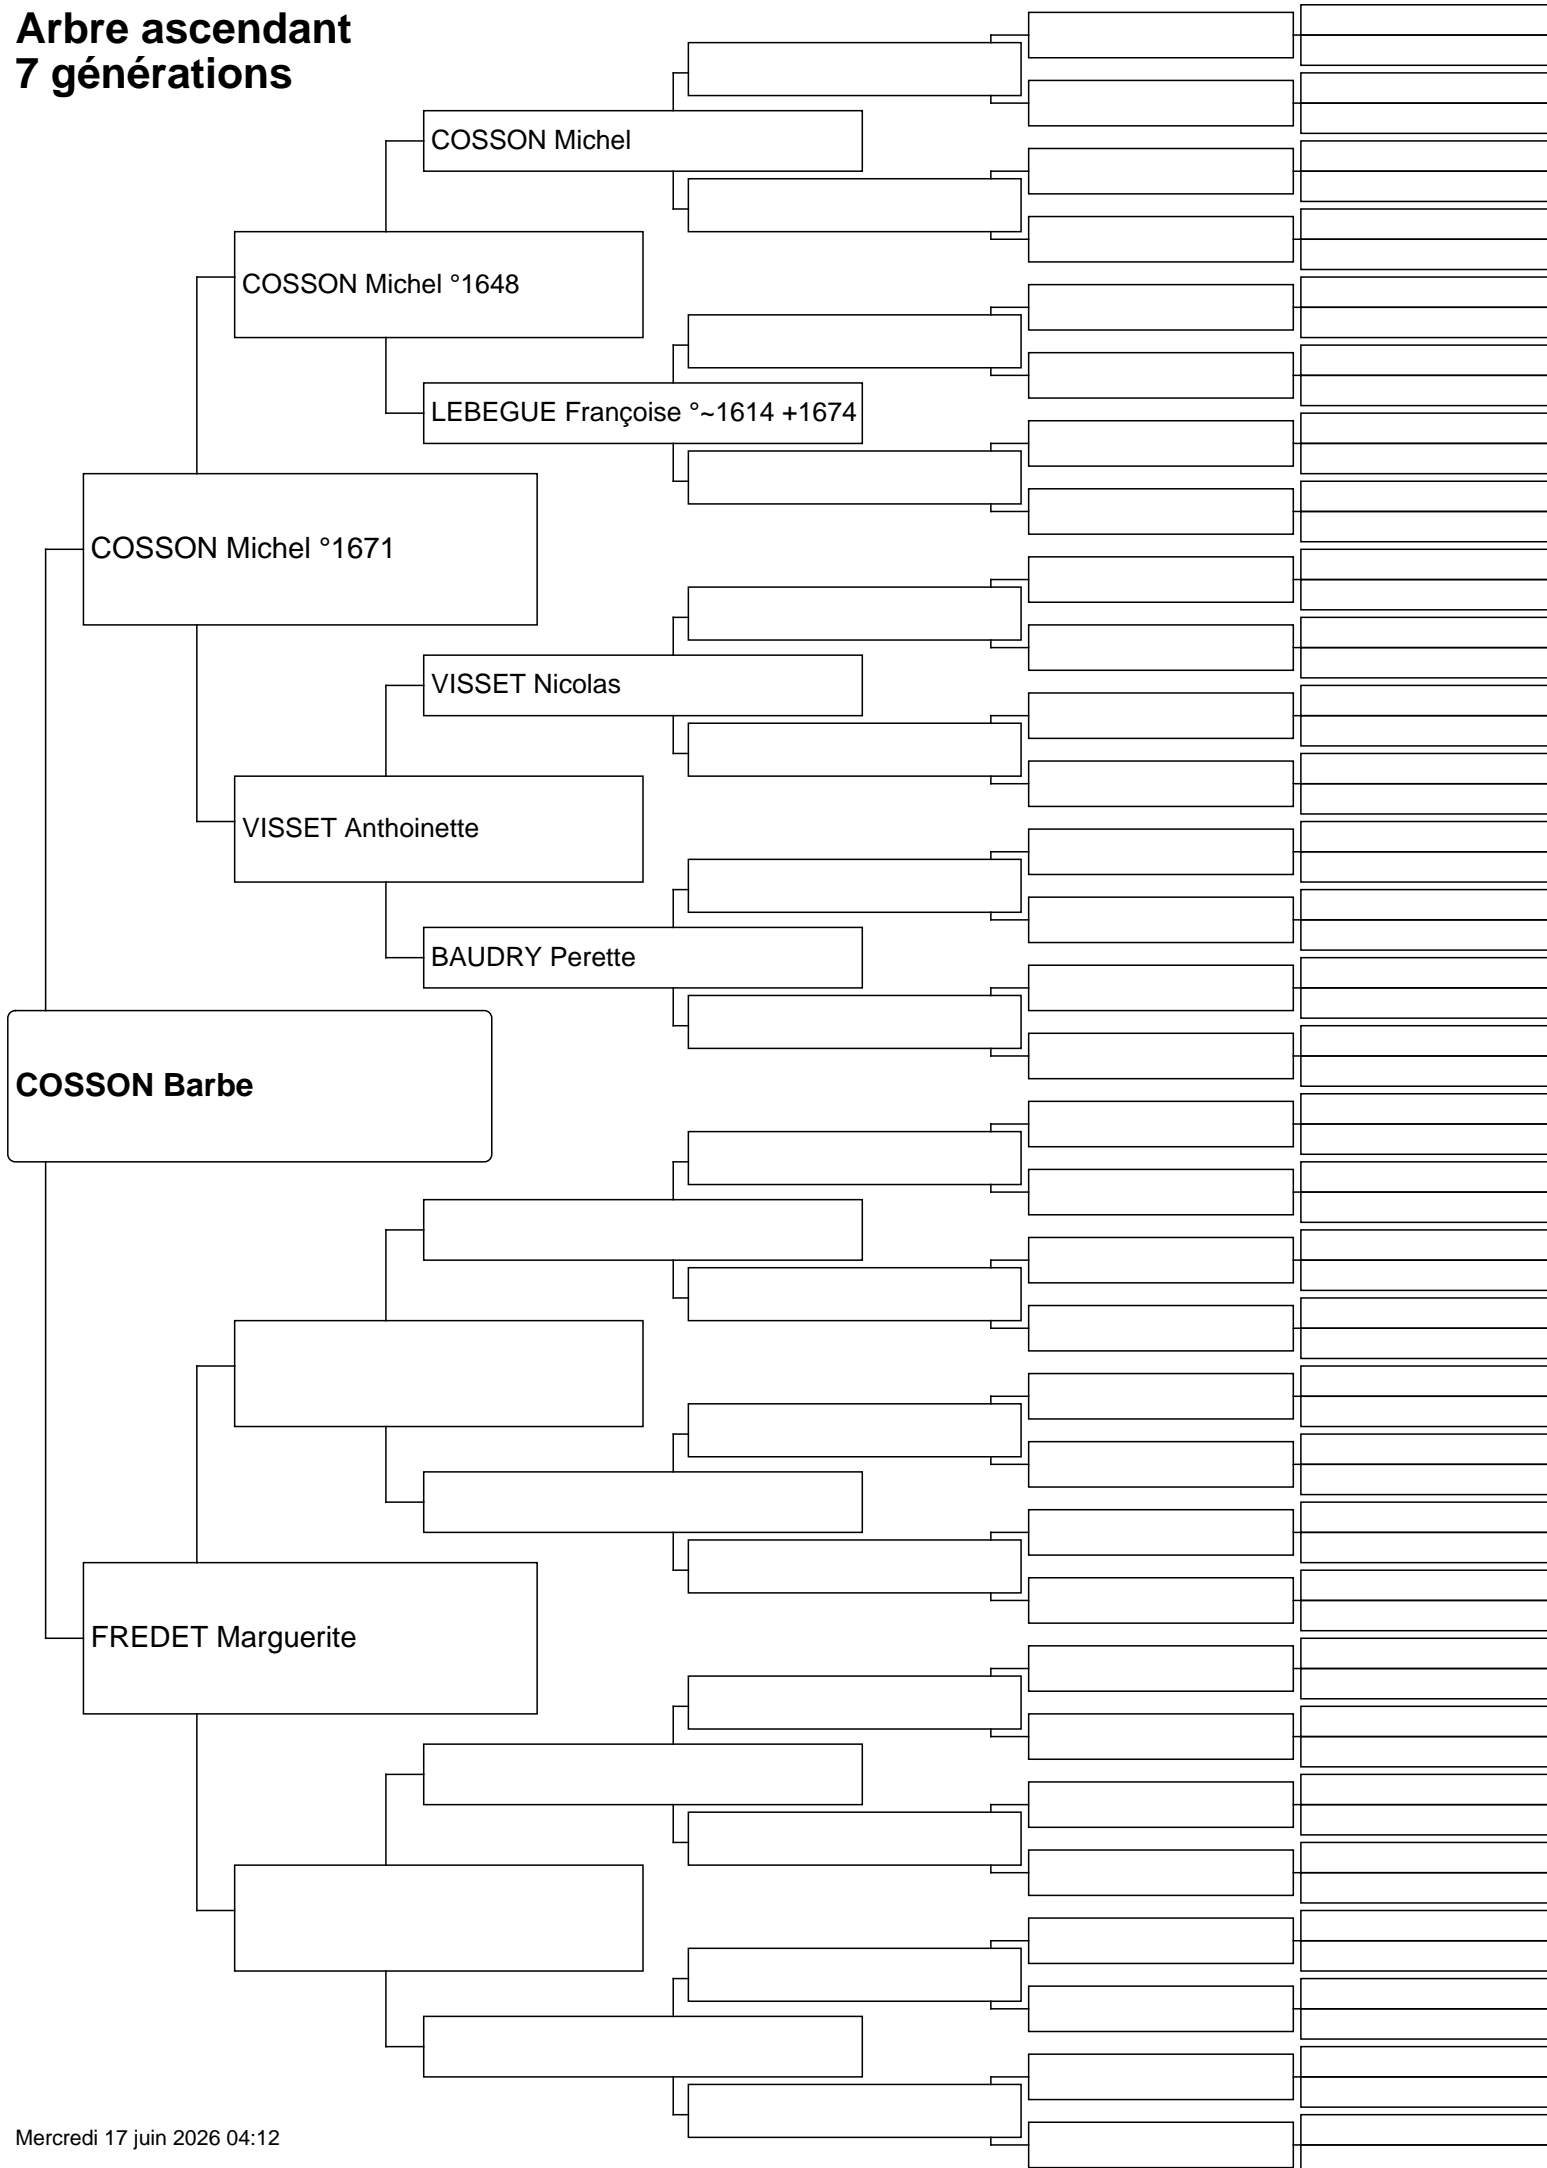 Arbre ascendant
7 générations
COSSON Michel
COSSON Michel °1648
LEBEGUE Françoise °~1614 +1674
COSSON Michel °1671
VISSET Nicolas
VISSET Anthoinette
BAUDRY Perette
COSSON Barbe
FREDET Marguerite
Mercredi 17 juin 2026 04:12